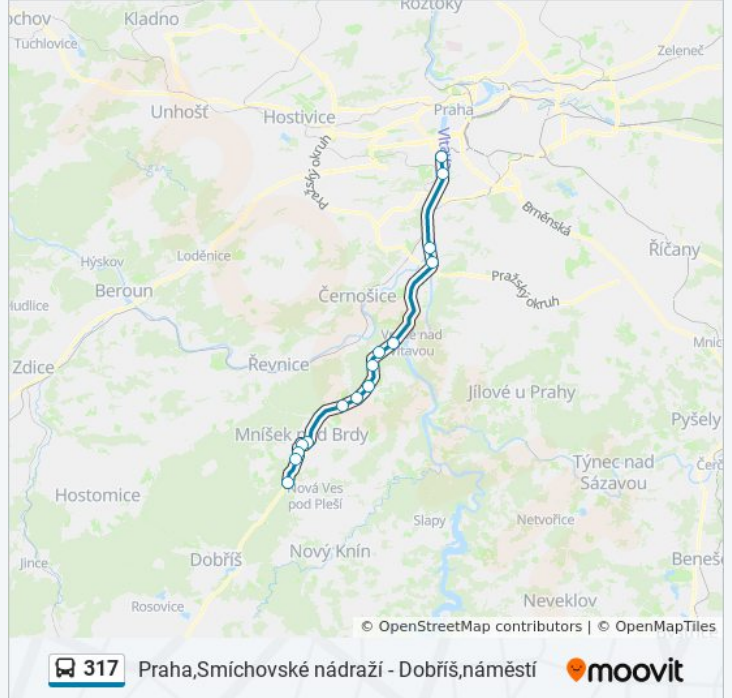 Roztoky
chov
Kladno
Tuchlovice
Zeleneč
Unhošť
Hostivice
Praha
Vlta
Pražský okruh
Brněnská
Říčany
Loděnice
Hýskov
Beroun
Pražský okruh
Černošice
udlice
Mníc
Zdice
Řevnice
Vrané nad
Vltavou
Jílové u Prahy
Pyšely
Mníšek pod Brdy
Týnec nad
Sázavou
Čerč
Hostomice
Nová Ves
pod Pleší
Slapy
Netvořice
Jince
Dobříš
Nový Knín
Beneš
Rosovice
Neveklov
© OpenStreetMap contributors | © OpenMapTiles
317 Praha,Smíchovské nádraží - Dobříš,náměstí moovit